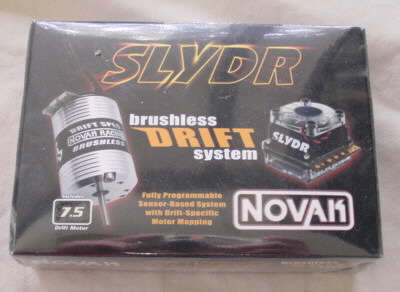 SLYDR
brushless
DRIFT
system
DRIFT SPEC
NOVAK RACING
BRUSHLESS
SLYDR
Includes
7.5
Drift Motor
Fully Programmable
Sensor-Based System
with Drift-Specific
Motor Mapping
NOVAK